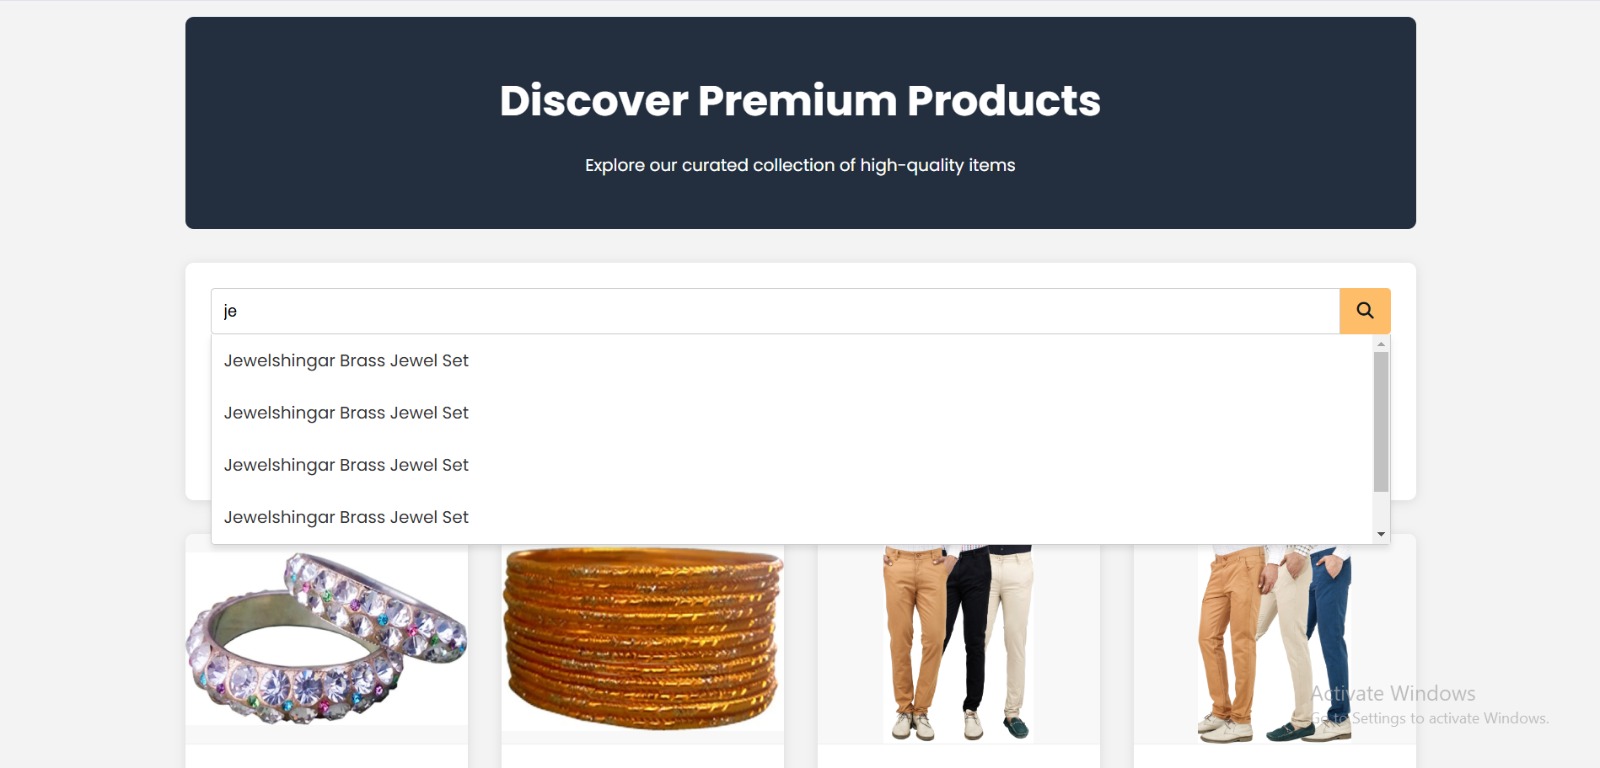 Discover Premium Products
Explore our curated collection of high-quality items
je
Jewelshingar Brass Jewel Set
Jewelshingar Brass Jewel Set
Jewelshingar Brass Jewel Set
Jewelshingar Brass Jewel Set
Activate Windows
Go to Settings to activate Windows.